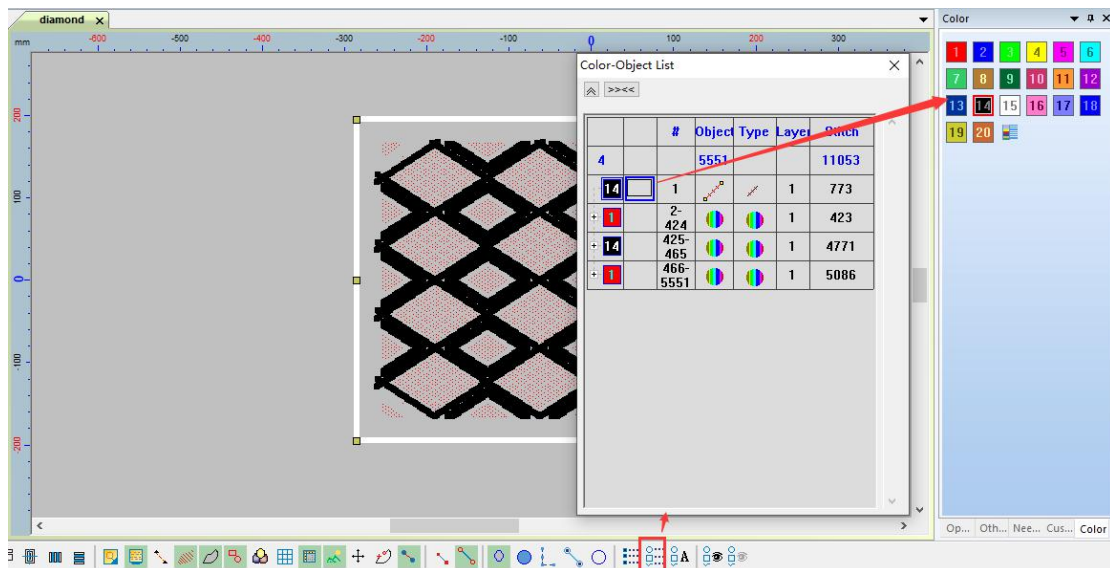 diamond
Color
mm -600 -500 -400 -300 -200 -100 0 100 200 300
200
100
0
-100
-200
Color-Object List
>><<
# Object Type Layer Stitch
4 5551 11053
14 1 1 773
1 2-424 1 423
14 425-465 1 4771
1 466-5551 1 5086
1 2 3 4 5 6
7 8 9 10 11 12
13 14 15 16 17 18
19 20
Op... Oth... Nee... Cus... Color
A